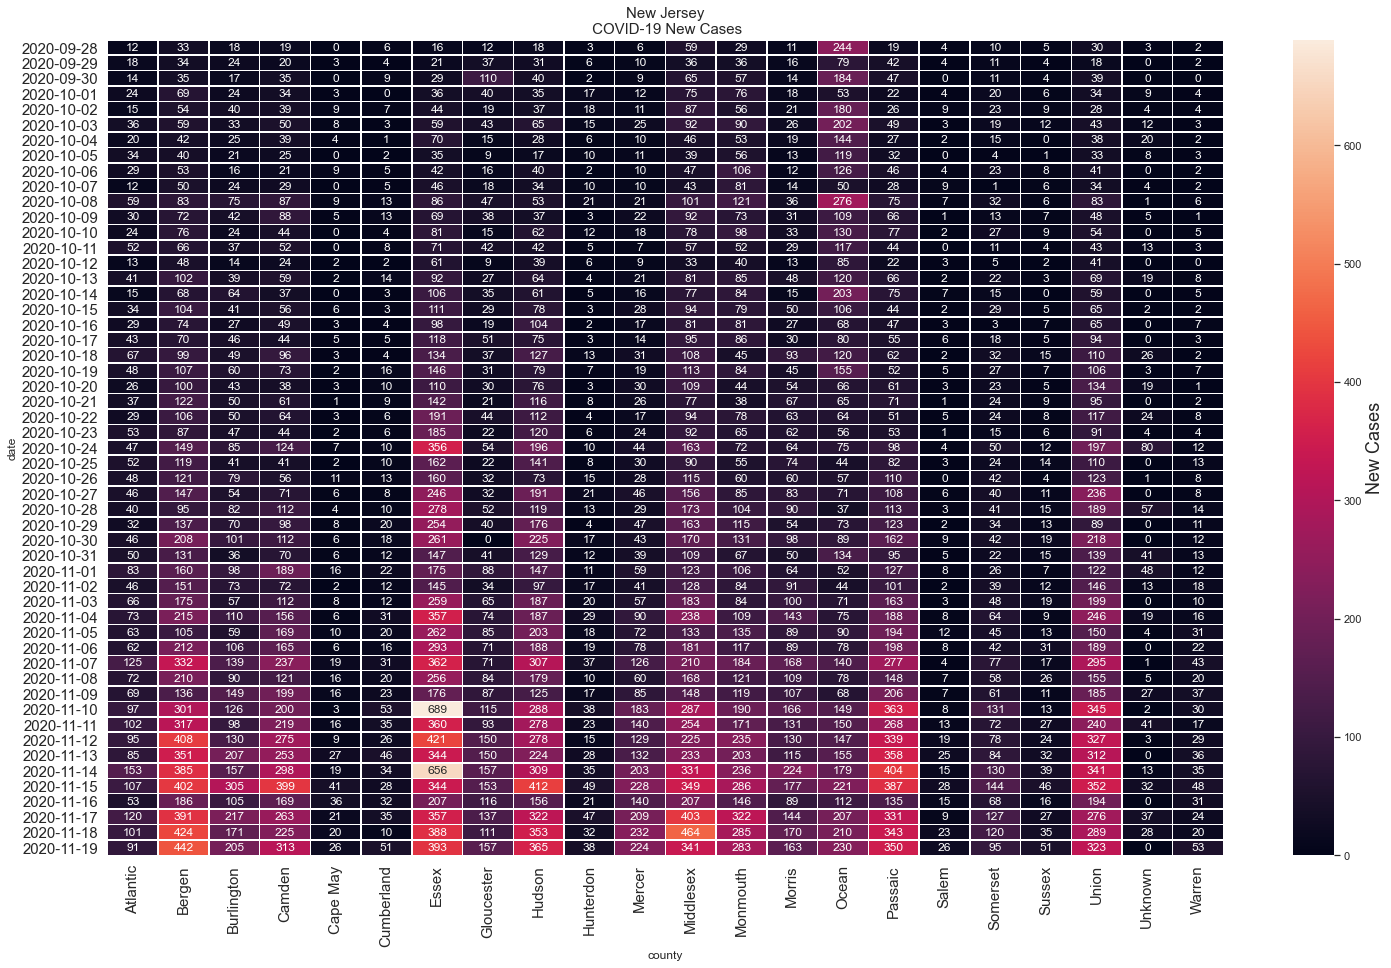 New Jersey
COVID-19 New Cases
2020-09-28 12 33 18 19 0 6 16 12 18 3 6 59 29 11 244 19 4 10 5 30 3 2
2020-09-29 18 34 24 20 3 4 21 37 31 6 10 36 36 16 79 42 4 11 4 18 0 2
2020-09-30 14 35 17 35 0 9 29 110 40 2 9 65 57 14 184 47 0 11 4 39 0 0
2020-10-01 24 69 24 34 3 0 36 40 35 17 12 75 76 18 53 22 4 20 6 34 9 4
2020-10-02 15 54 40 39 9 7 44 19 37 18 11 87 56 21 180 26 9 23 9 28 4 4
2020-10-03 36 59 33 50 8 3 59 43 65 15 25 92 90 26 202 49 3 19 12 43 12 3
2020-10-04 20 42 25 39 4 1 70 15 28 6 10 46 53 19 144 27 2 15 0 38 20 2
2020-10-05 34 40 21 25 0 2 35 9 17 10 11 39 56 13 119 32 0 4 1 33 8 3
2020-10-06 29 53 16 21 9 5 42 16 40 2 10 47 106 12 126 46 4 23 8 41 0 2
2020-10-07 12 50 24 29 0 5 46 18 34 10 10 43 81 14 50 28 9 1 6 34 4 2
2020-10-08 59 83 75 87 9 13 86 47 53 21 21 101 121 36 276 75 7 32 6 83 1 6
2020-10-09 30 72 42 88 5 13 69 38 37 3 22 92 73 31 109 66 1 13 7 48 5 1
2020-10-10 24 76 24 44 0 4 81 15 62 12 18 78 98 33 130 77 2 27 9 54 0 5
2020-10-11 52 66 37 52 0 8 71 42 42 5 7 57 52 29 117 44 0 11 4 43 13 3
2020-10-12 13 48 14 24 2 2 61 9 39 6 9 33 40 13 85 22 3 5 2 41 0 0
2020-10-13 41 102 39 59 2 14 92 27 64 4 21 81 85 48 120 66 2 22 3 69 19 8
2020-10-14 15 68 64 37 0 3 106 35 61 5 16 77 84 15 203 75 7 15 0 59 0 5
2020-10-15 34 104 41 56 6 3 111 29 78 3 28 94 79 50 106 44 2 29 5 65 2 2
2020-10-16 29 74 27 49 3 4 98 19 104 2 17 81 81 27 68 47 3 3 7 65 0 7
2020-10-17 43 70 46 44 5 5 118 51 75 3 14 95 86 30 80 55 6 18 5 94 0 3
2020-10-18 67 99 49 96 3 4 134 37 127 13 31 108 45 93 120 62 2 32 15 110 26 2
2020-10-19 48 107 60 73 2 16 146 31 79 7 19 113 84 45 155 52 5 27 7 106 3 7
2020-10-20 26 100 43 38 3 10 110 30 76 3 30 109 44 54 66 61 3 23 5 134 19 1
2020-10-21 37 122 50 61 1 9 142 21 116 8 26 77 38 67 65 71 1 24 9 95 0 2
2020-10-22 29 106 50 64 3 6 191 44 112 4 17 94 78 63 64 51 5 24 8 117 24 8
2020-10-23 53 87 47 44 2 6 185 22 120 6 24 92 65 62 56 53 1 15 6 91 4 4
2020-10-24 47 149 85 124 7 10 356 54 196 10 44 163 72 64 75 98 4 50 12 197 80 12
2020-10-25 52 119 41 41 2 10 162 22 141 8 30 90 55 74 44 82 3 24 14 110 0 13
2020-10-26 48 121 79 56 11 13 160 32 73 15 28 115 60 60 57 110 0 42 4 123 1 8
2020-10-27 46 147 54 71 6 8 246 32 191 21 46 156 85 83 71 108 6 40 11 236 0 8
2020-10-28 40 95 82 112 4 10 278 52 119 13 29 173 104 90 37 113 3 41 15 189 57 14
2020-10-29 32 137 70 98 8 20 254 40 176 4 47 163 115 54 73 123 2 34 13 89 0 11
2020-10-30 46 208 101 112 6 18 261 0 225 17 43 170 131 98 89 162 9 42 19 218 0 12
2020-10-31 50 131 36 70 6 12 147 41 129 12 39 109 67 50 134 95 5 22 15 139 41 13
2020-11-01 83 160 98 189 16 22 175 88 147 11 59 123 106 64 52 127 8 26 7 122 48 12
2020-11-02 46 151 73 72 2 12 145 34 97 17 41 128 84 91 44 101 2 39 12 146 13 18
2020-11-03 66 175 57 112 8 12 259 65 187 20 57 183 84 100 71 163 3 48 19 199 0 10
2020-11-04 73 215 110 156 6 31 357 74 187 29 90 238 109 143 75 188 8 64 9 246 19 16
2020-11-05 63 105 59 169 10 20 262 85 203 18 72 133 135 89 90 194 12 45 13 150 4 31
2020-11-06 62 212 106 165 6 16 293 71 188 19 78 181 117 89 78 198 8 42 31 189 0 22
2020-11-07 125 332 139 237 19 31 362 71 307 37 126 210 184 168 140 277 4 77 17 295 1 43
2020-11-08 72 210 90 121 16 20 256 84 179 10 60 168 121 109 78 148 7 58 26 155 5 20
2020-11-09 69 136 149 199 16 23 176 87 125 17 85 148 119 107 68 206 7 61 11 185 27 37
2020-11-10 97 301 126 200 3 53 689 115 288 38 183 287 190 166 149 363 8 131 13 345 2 30
2020-11-11 102 317 98 219 16 35 360 93 278 23 140 254 171 131 150 268 13 72 27 240 41 17
2020-11-12 95 408 130 275 9 26 421 150 278 15 129 225 235 130 147 339 19 78 24 327 3 29
2020-11-13 85 351 207 253 27 46 344 150 224 28 132 233 203 115 155 358 25 84 32 312 0 36
2020-11-14 153 385 157 298 19 34 656 157 309 35 203 331 236 224 179 404 15 130 39 341 13 35
2020-11-15 107 402 305 399 41 28 344 153 412 49 228 349 286 177 221 387 28 144 46 352 32 48
2020-11-16 53 186 105 169 36 32 207 116 156 21 140 207 146 89 112 135 15 68 16 194 0 31
2020-11-17 120 391 217 263 21 35 357 137 322 47 209 403 322 144 207 331 9 127 27 276 37 24
2020-11-18 101 424 171 225 20 10 388 111 353 32 232 464 285 170 210 343 23 120 35 289 28 20
2020-11-19 91 442 205 313 26 51 393 157 365 38 224 341 283 163 230 350 26 95 51 323 0 53
date
Atlantic Bergen Burlington Camden Cape May Cumberland Essex Gloucester Hudson Hunterdon Mercer Middlesex Monmouth Morris Ocean Passaic Salem Somerset Sussex Union Unknown Warren
county
600
500
400
300
200
100
0
New Cases